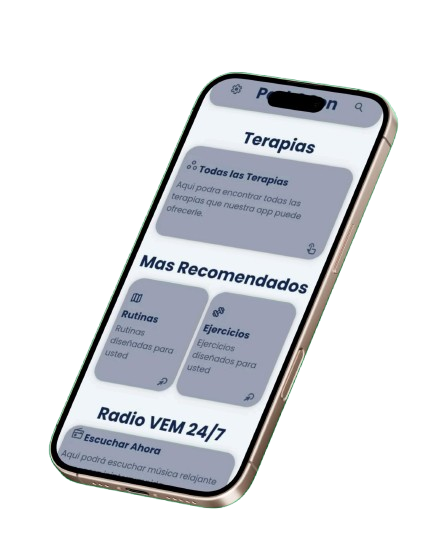 Terapias
Todas las Terapias
Aqui podra encontrar todas las
terapias que nuestra app puede
ofrecerle.
Mas Recomendados
Rutinas
Rutinas
diseñadas para
usted
Ejercicios
Ejercicios
diseñados para
usted
Radio VEM 24/7
Escuchar Ahora
Aquí podrá escuchar música relajante